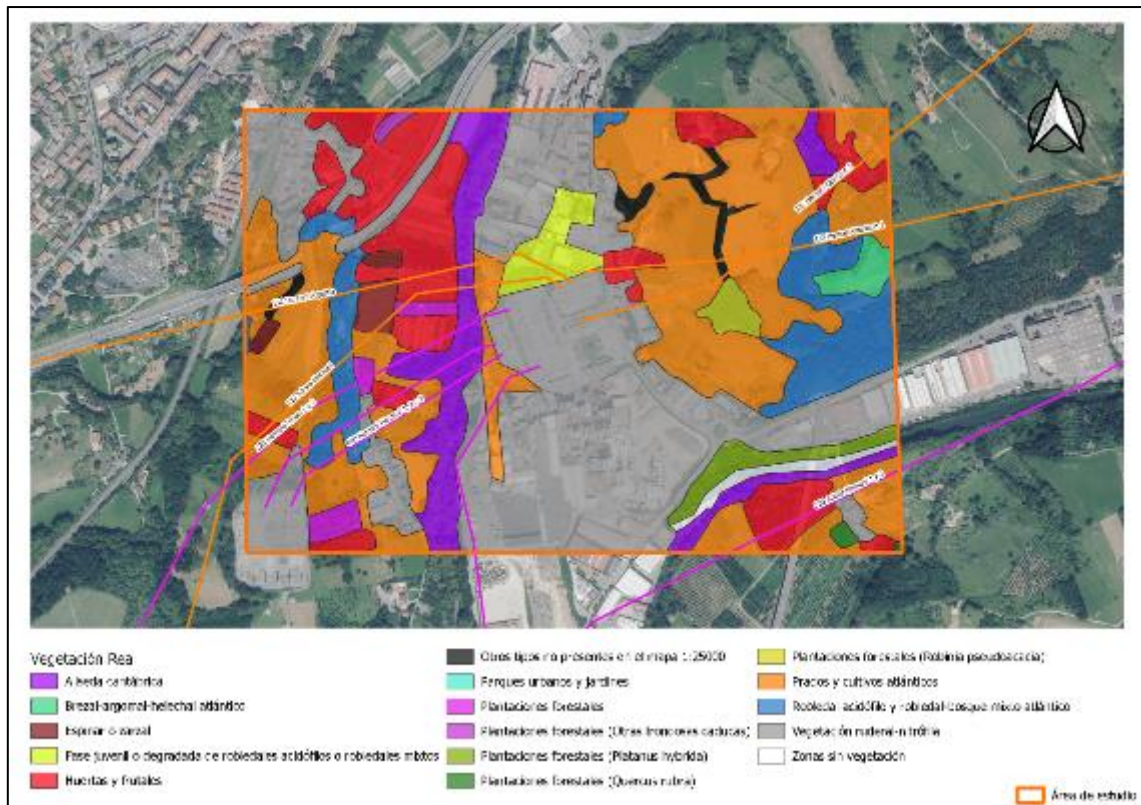 Vegetación Rea
Aliseda cantábrica
Brezal-argomal-helechal atlántico
Espinar o zarzal
Fase juvenil o degradada de robledales acidófilos o robledales mixtos
Huertas y frutales
Otros tipos no presentes en el mapa 1:25000
Parques urbanos y jardines
Plantaciones forestales
Plantaciones forestales (Otras frondosas caducas)
Plantaciones forestales (Platanus hybrida)
Plantaciones forestales (Quercus rubra)
Plantaciones forestales (Robinia pseudoacacia)
Prados y cultivos atlánticos
Robledal acidófilo y robledal-bosque mixto atlántico
Vegetación ruderal-nitrófila
Zonas sin vegetación
Área de estudio